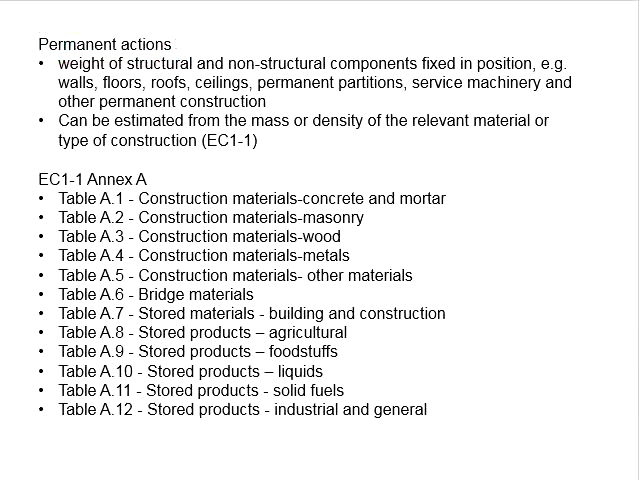 Permanent actions
• weight of structural and non-structural components fixed in position, e.g.
walls, floors, roofs, ceilings, permanent partitions, service machinery and
other permanent construction
• Can be estimated from the mass or density of the relevant material or
type of construction (EC1-1)
EC1-1 Annex A
• Table A.1 - Construction materials-concrete and mortar
• Table A.2 - Construction materials-masonry
• Table A.3 - Construction materials-wood
• Table A.4 - Construction materials-metals
• Table A.5 - Construction materials- other materials
• Table A.6 - Bridge materials
• Table A.7 - Stored materials - building and construction
• Table A.8 - Stored products – agricultural
• Table A.9 - Stored products – foodstuffs
• Table A.10 - Stored products – liquids
• Table A.11 - Stored products - solid fuels
• Table A.12 - Stored products - industrial and general